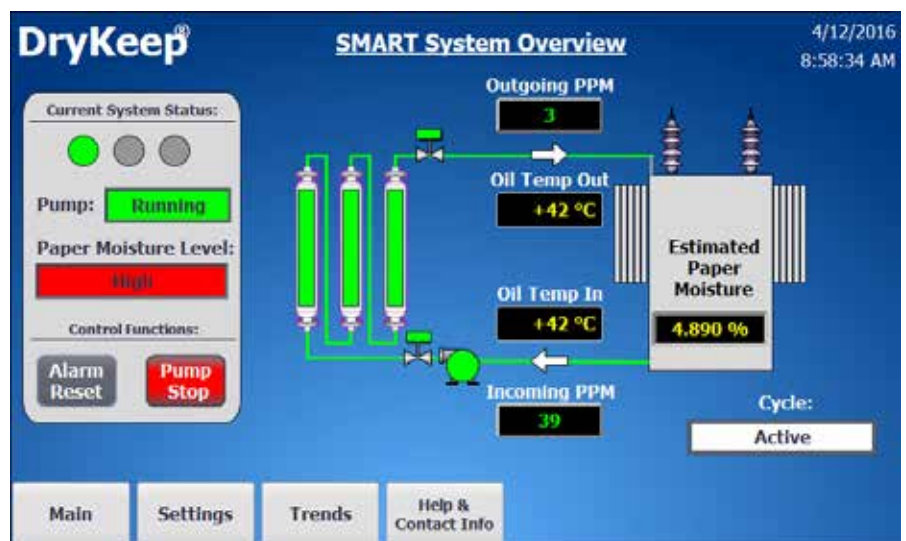 DryKeep®
SMART System Overview
4/12/2016
8:58:34 AM
Current System Status:
Pump:
Running
Paper Moisture Level:
High
Control Functions:
Alarm
Reset
Pump
Stop
Outgoing PPM
3
Oil Temp Out
+42 °C
Oil Temp In
+42 °C
Incoming PPM
39
Estimated
Paper
Moisture
4.890 %
Cycle:
Active
Main
Settings
Trends
Help &
Contact Info